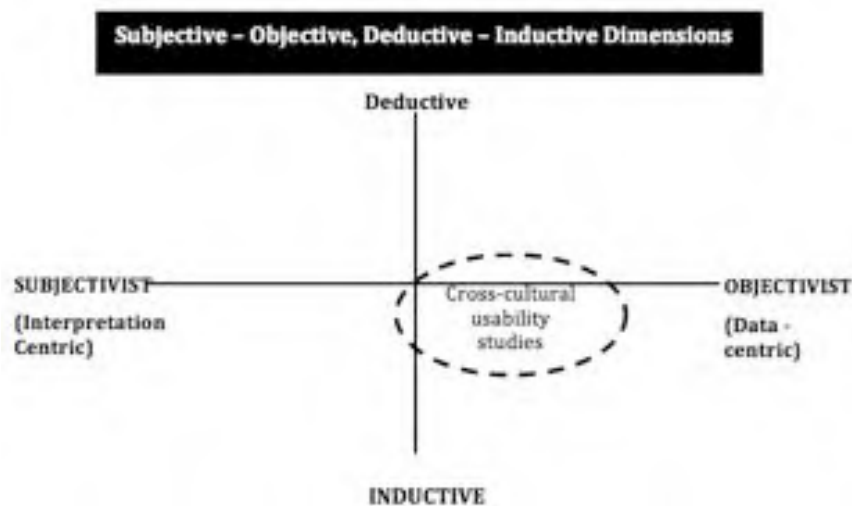 Subjective – Objective, Deductive – Inductive Dimensions
Deductive
SUBJECTIVIST
(Interpretation
Centric)
Cross-cultural
usability
studies
OBJECTIVIST
(Data -
centric)
INDUCTIVE